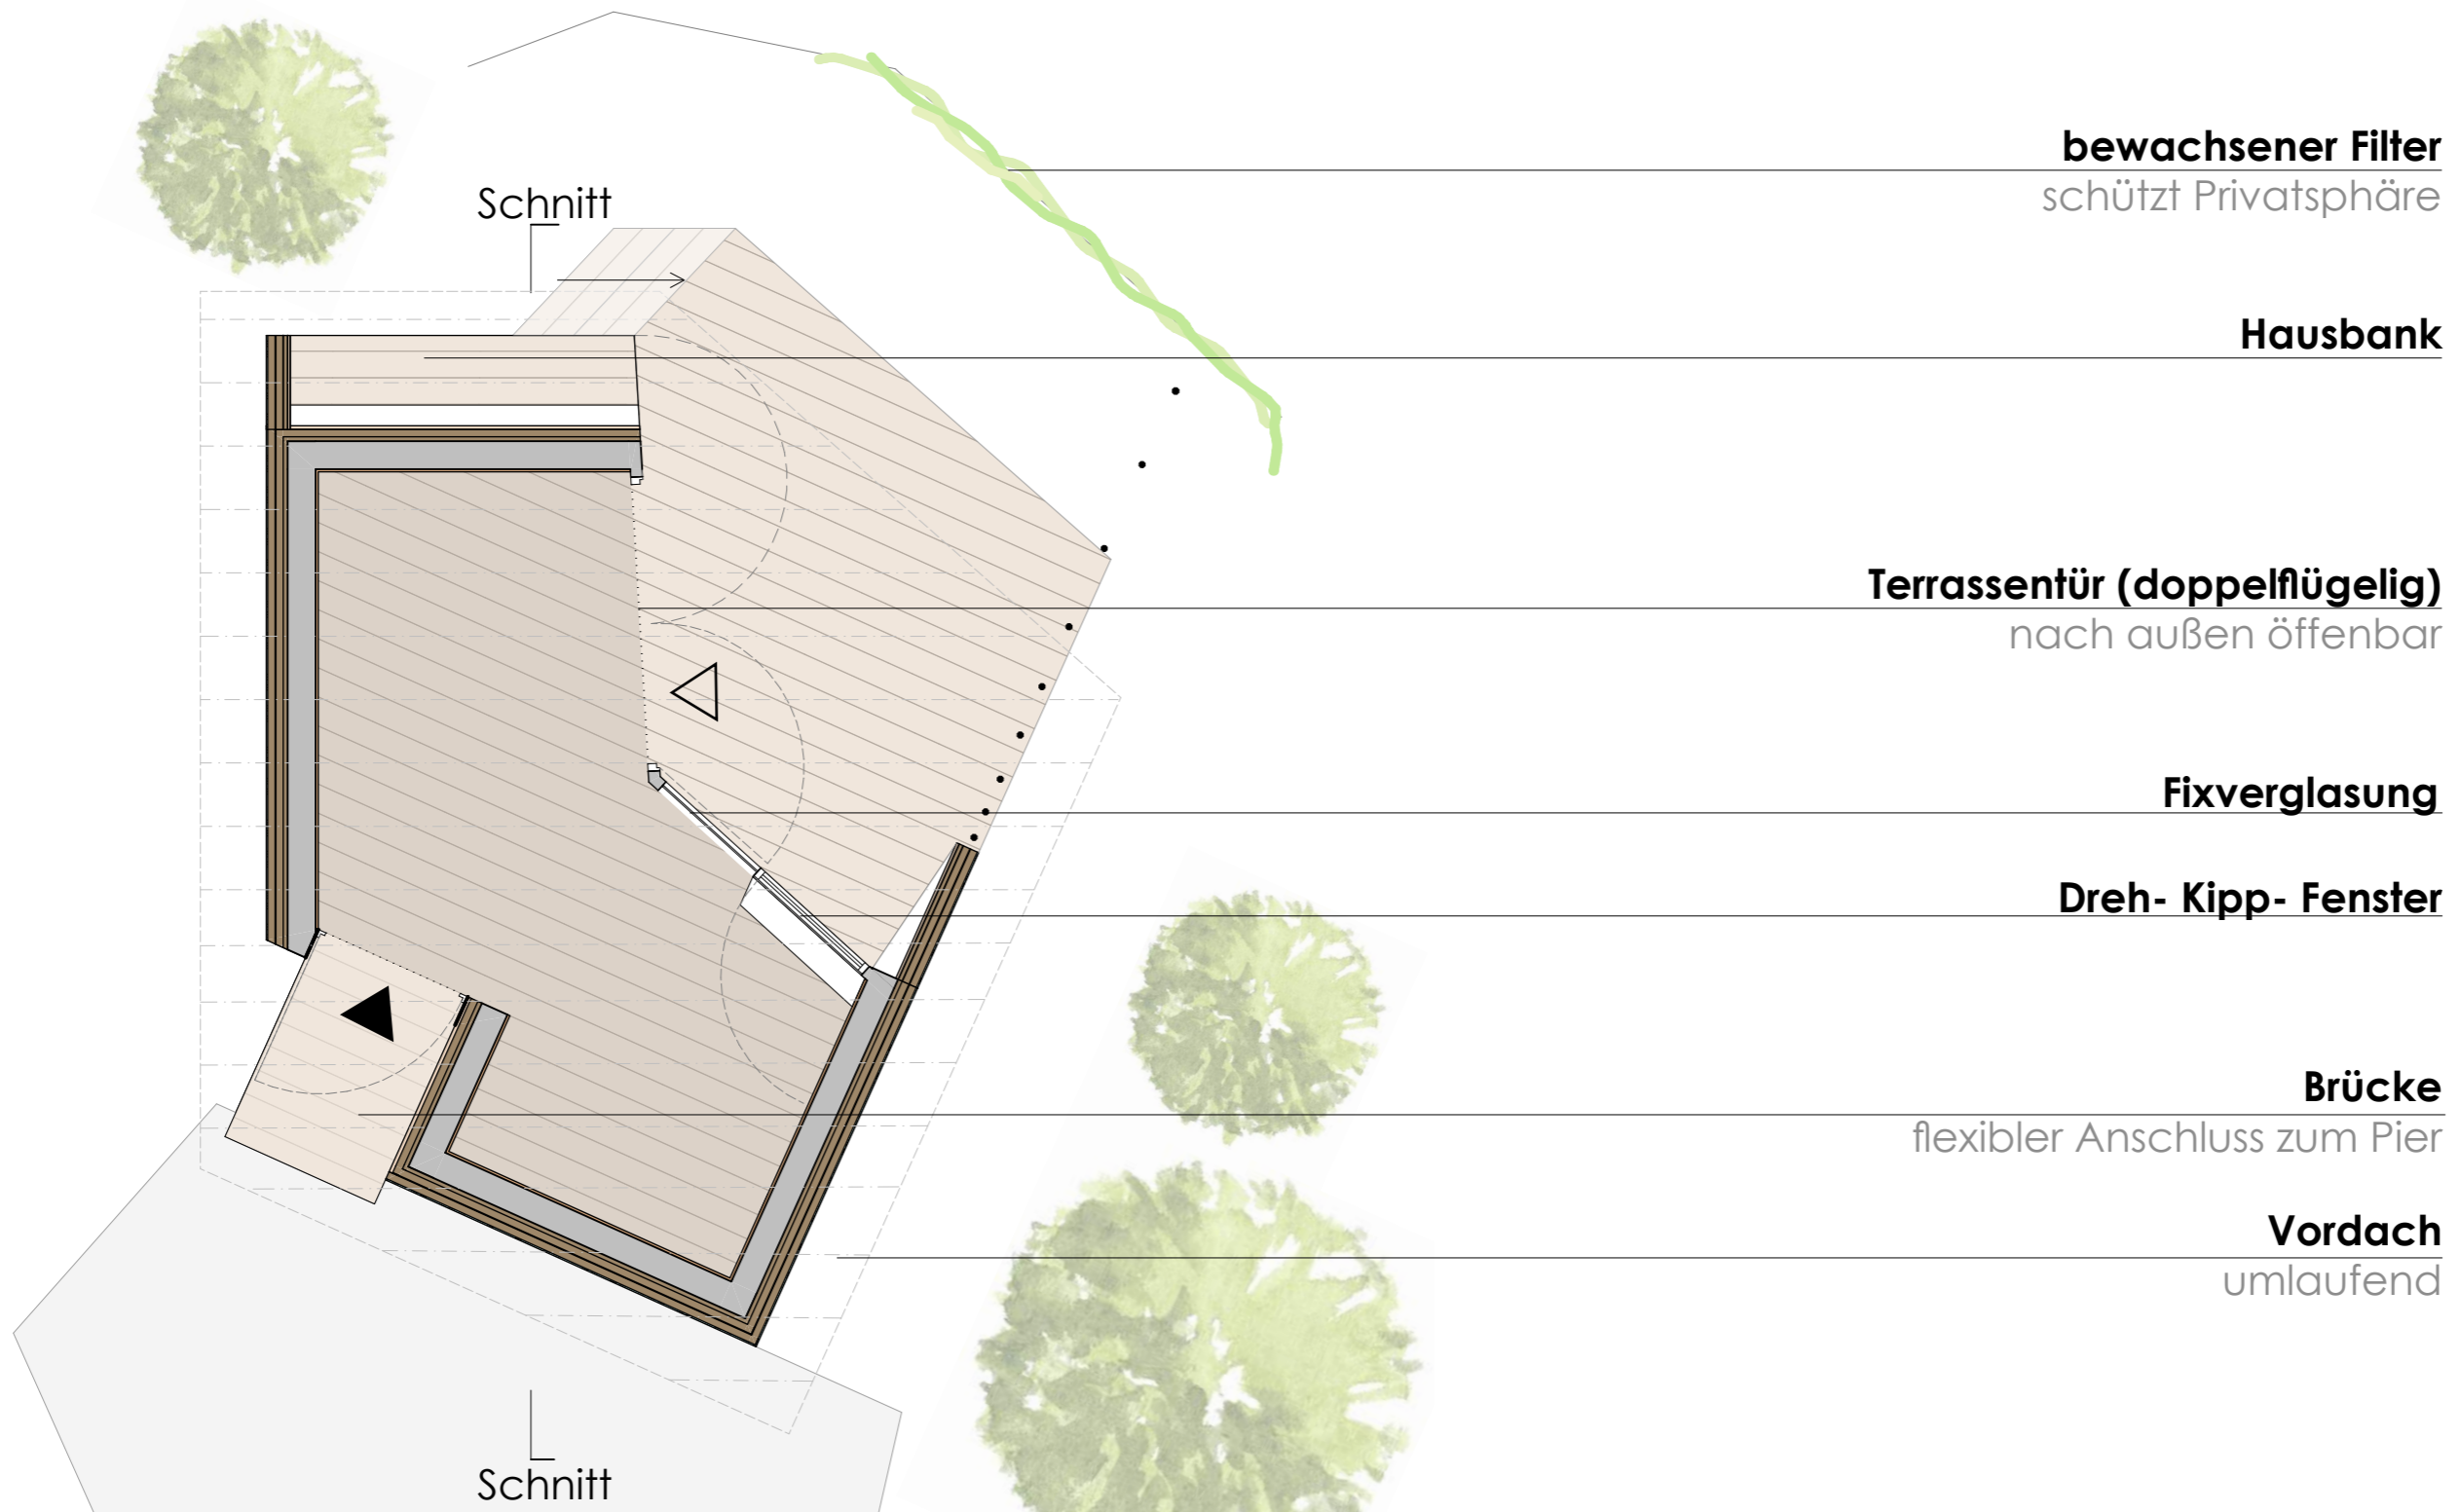 bewachsener Filter
schützt Privatsphäre
Schnitt
Hausbank
Terrassentür (doppelflügelig)
nach außen öffenbar
Fixverglasung
Dreh- Kipp- Fenster
Brücke
flexibler Anschluss zum Pier
Vordach
umlaufend
Schnitt